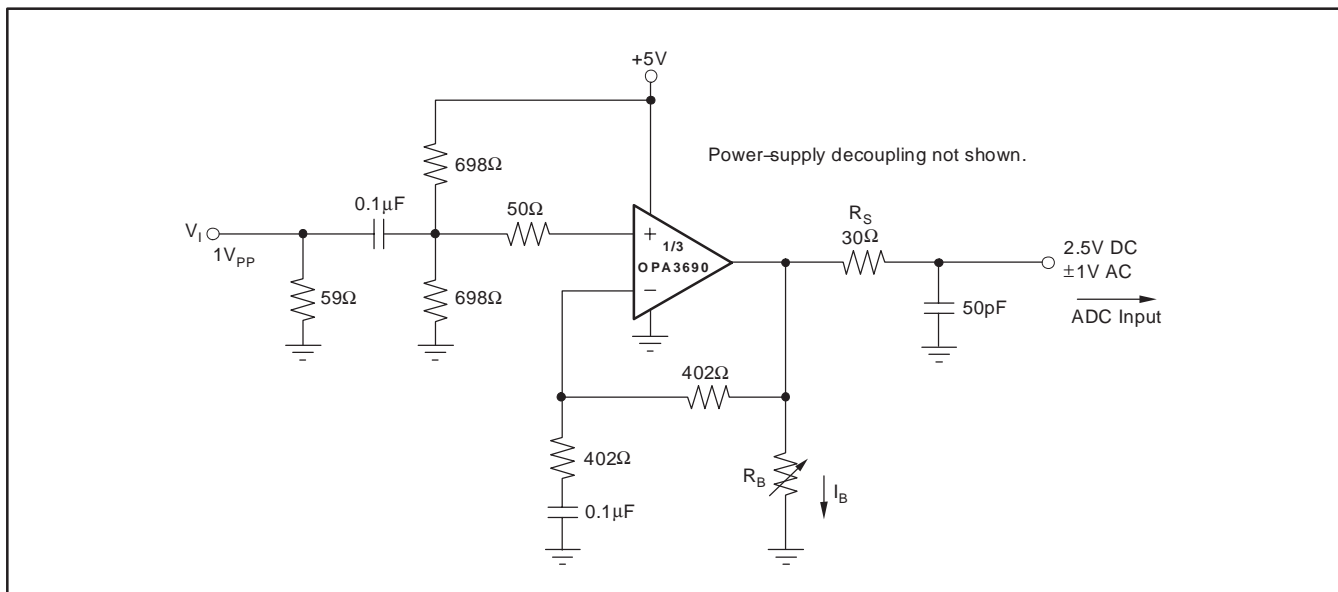 +5V
698Ω
Power–supply decoupling not shown.
0.1μF
50Ω
R_S
30Ω
V_I
1V_PP
+
1/3
OPA3690
−
2.5V DC
±1V AC
59Ω
698Ω
50pF
ADC Input
402Ω
402Ω
R_B
I_B
0.1μF